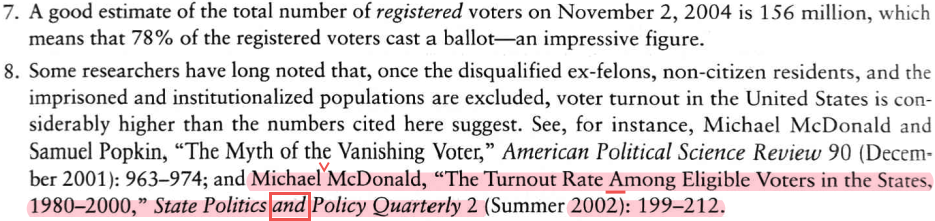 7. A good estimate of the total number of registered voters on November 2, 2004 is 156 million, which
means that 78% of the registered voters cast a ballot—an impressive figure.
8. Some researchers have long noted that, once the disqualified ex-felons, non-citizen residents, and the
imprisoned and institutionalized populations are excluded, voter turnout in the United States is con-
siderably higher than the numbers cited here suggest. See, for instance, Michael McDonald and
Samuel Popkin, “The Myth of the Vanishing Voter,” American Political Science Review 90 (Decem-
ber 2001): 963–974; and Michael McDonald, “The Turnout Rate Among Eligible Voters in the States,
1980–2000,” State Politics and Policy Quarterly 2 (Summer 2002): 199–212.